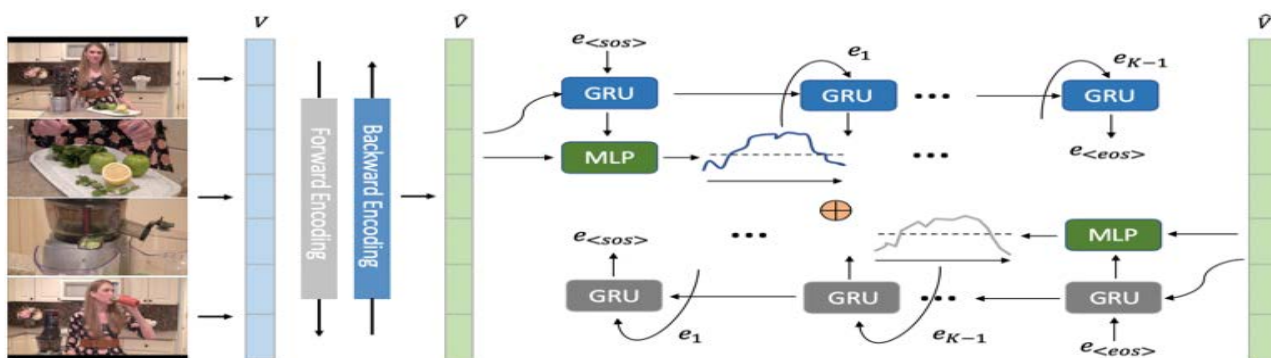 V
V̂
V̂
e<sos>
e₁
eK−1
GRU
GRU
...
GRU
Forward Encoding
Backward Encoding
MLP
...
e<eos>
e<sos>
...
MLP
GRU
GRU
...
GRU
e₁
eK−1
e<eos>